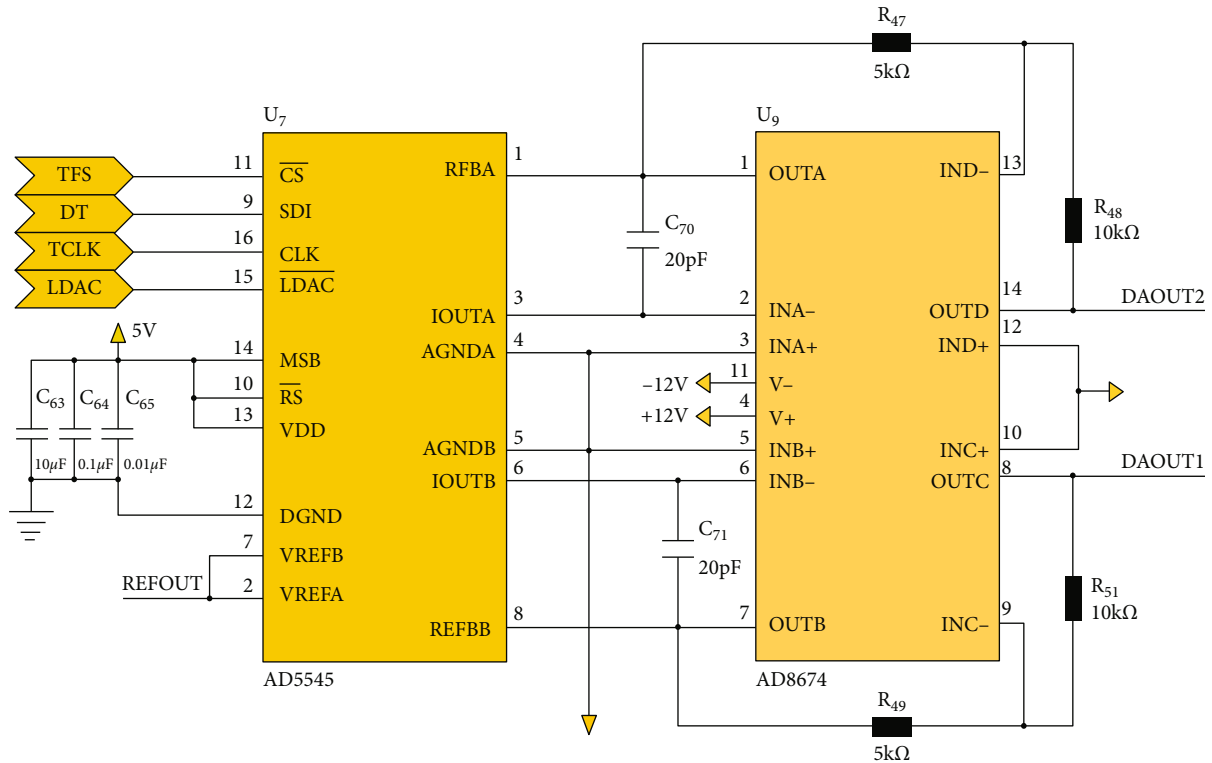 R47
5kΩ
U7
U9
TFS
DT
TCLK
LDAC
11
9
16
15
CS
SDI
CLK
LDAC
RFBA
1
1
OUTA
IND–
13
C70
20pF
R48
10kΩ
IOUTA
3
2
INA–
OUTD
14
DAOUT2
AGNDA
4
3
INA+
IND+
12
5V
14
10
13
MSB
RS
VDD
–12V
11
V–
+12V
4
V+
C63
C64
C65
10μF
0.1μF
0.01μF
AGNDB
5
5
INB+
INC+
10
IOUTB
6
6
INB–
OUTC
8
DAOUT1
12
DGND
7
VREFB
REFOUT
2
VREFA
C71
20pF
R51
10kΩ
REFBB
8
7
OUTB
INC–
9
AD5545
AD8674
R49
5kΩ